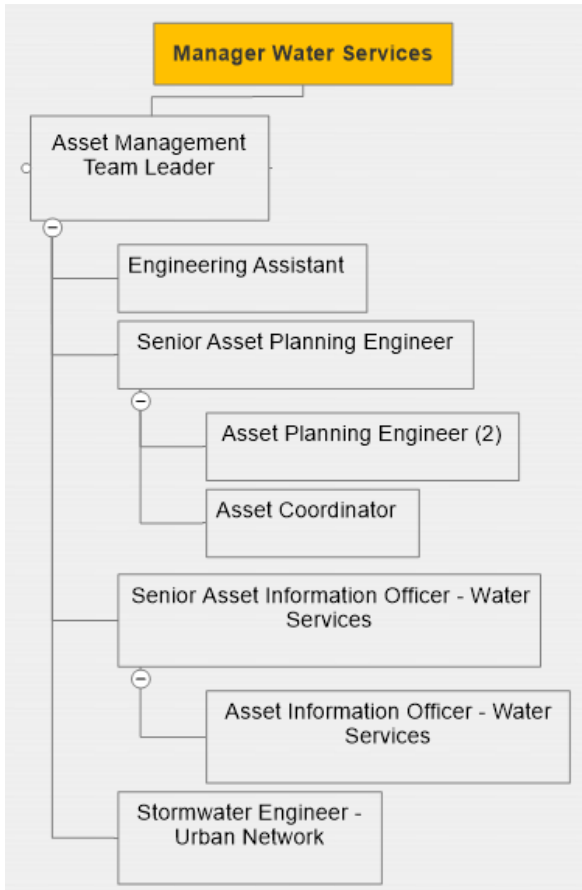 Manager Water Services
Asset Management
Team Leader
Engineering Assistant
Senior Asset Planning Engineer
Asset Planning Engineer (2)
Asset Coordinator
Senior Asset Information Officer - Water
Services
Asset Information Officer - Water
Services
Stormwater Engineer -
Urban Network